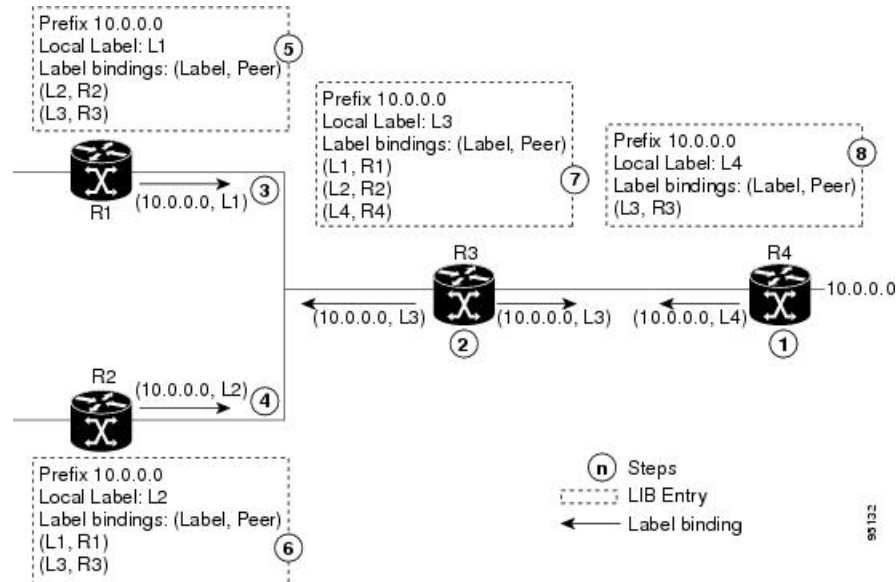 Prefix 10.0.0.0
Local Label: L1
Label bindings: (Label, Peer)
(L2, R2)
(L3, R3)
5
R1
(10.0.0.0, L1)
3
Prefix 10.0.0.0
Local Label: L3
Label bindings: (Label, Peer)
(L1, R1)
(L2, R2)
(L4, R4)
7
Prefix 10.0.0.0
Local Label: L4
Label bindings: (Label, Peer)
(L3, R3)
8
R3
R4
10.0.0.0
(10.0.0.0, L3)
(10.0.0.0, L3)
(10.0.0.0, L4)
2
1
R2
(10.0.0.0, L2)
4
Prefix 10.0.0.0
Local Label: L2
Label bindings: (Label, Peer)
(L1, R1)
(L3, R3)
6
n Steps
LIB Entry
Label binding
95132